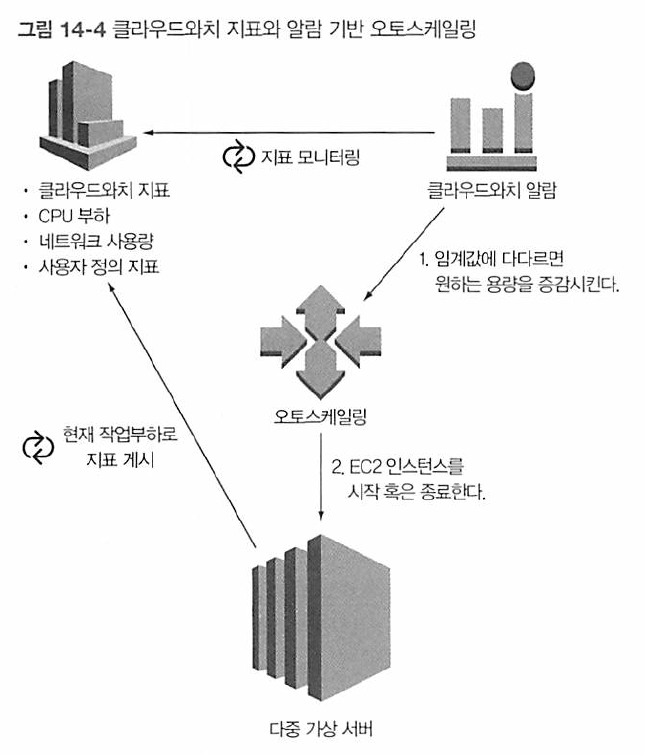 그림 14-4 클라우드와치 지표와 알람 기반 오토스케일링
지표 모니터링
• 클라우드와치 지표
• CPU 부하
• 네트워크 사용량
• 사용자 정의 지표
클라우드와치 알람
1. 임계값에 다다르면
원하는 용량을 증감시킨다.
오토스케일링
현재 작업부하로
지표 게시
2. EC2 인스턴스를
시작 혹은 종료한다.
다중 가상 서버